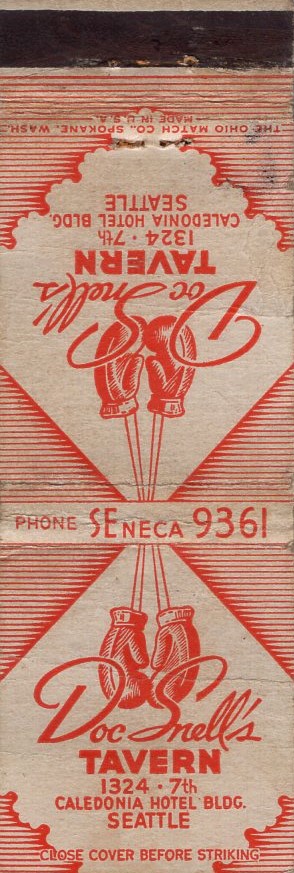 THE OHIO MATCH CO. SPOKANE, WASH.
MADE IN U.S.A.
Doc Snell's
TAVERN
1324 · 7th
CALEDONIA HOTEL BLDG.
SEATTLE
PHONE SENECA 9361
Doc Snell's
TAVERN
1324 · 7th
CALEDONIA HOTEL BLDG.
SEATTLE
CLOSE COVER BEFORE STRIKING